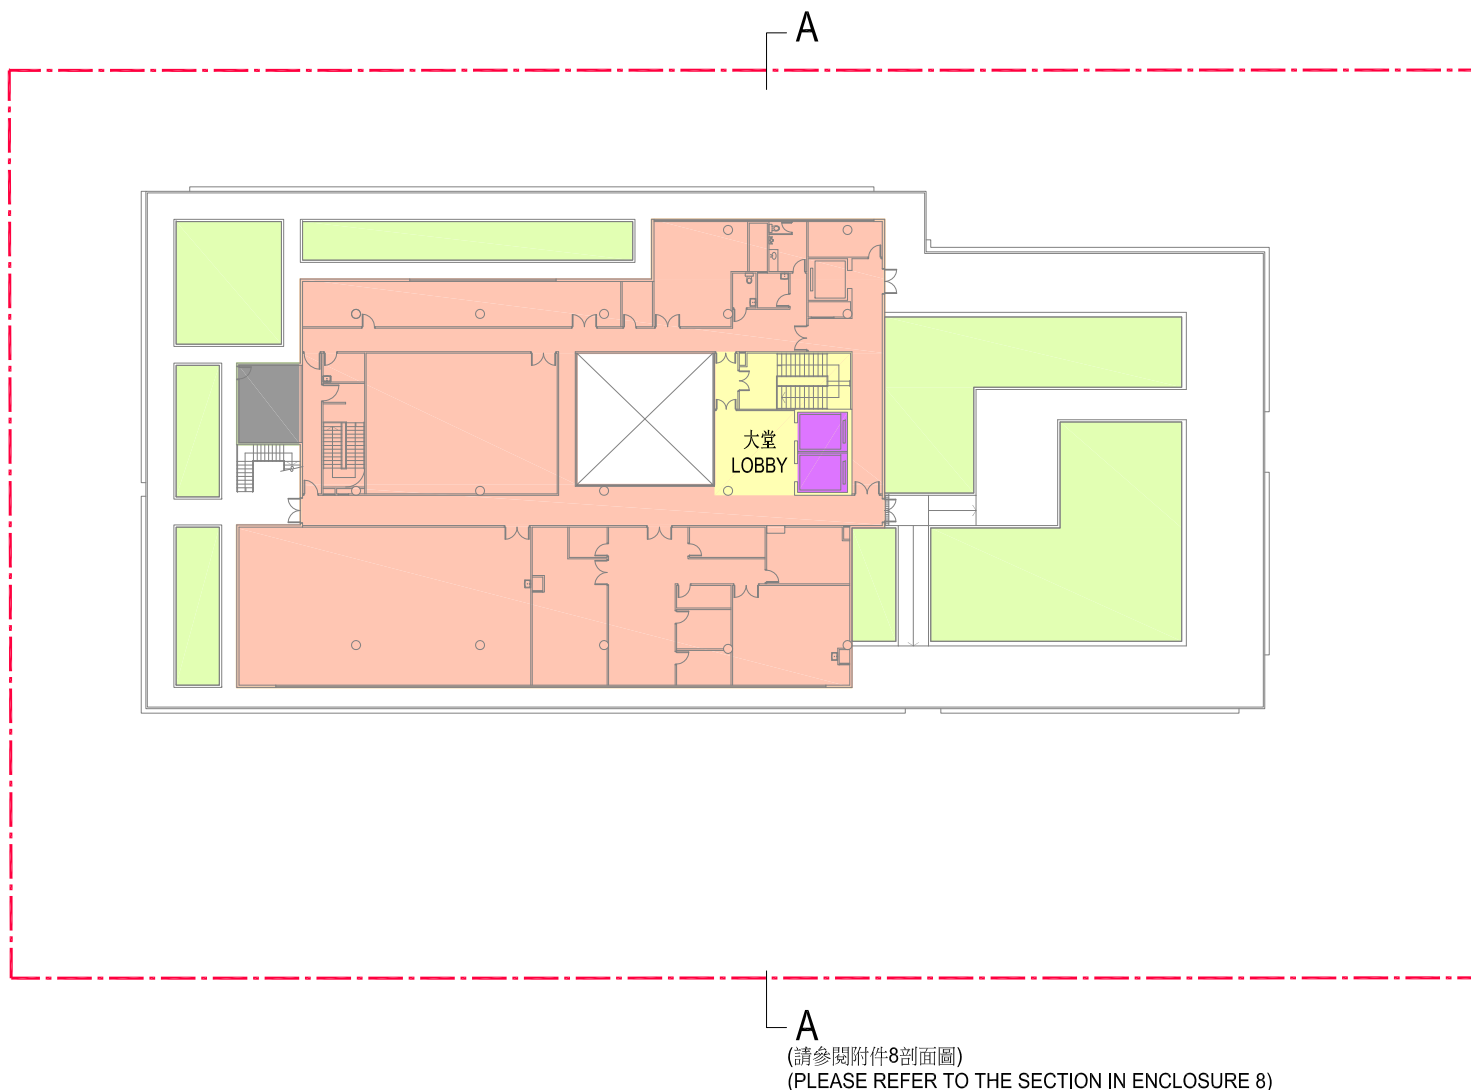 A
大堂
LOBBY
A
(請參閱附件8剖面圖)
(PLEASE REFER TO THE SECTION IN ENCLOSURE 8)